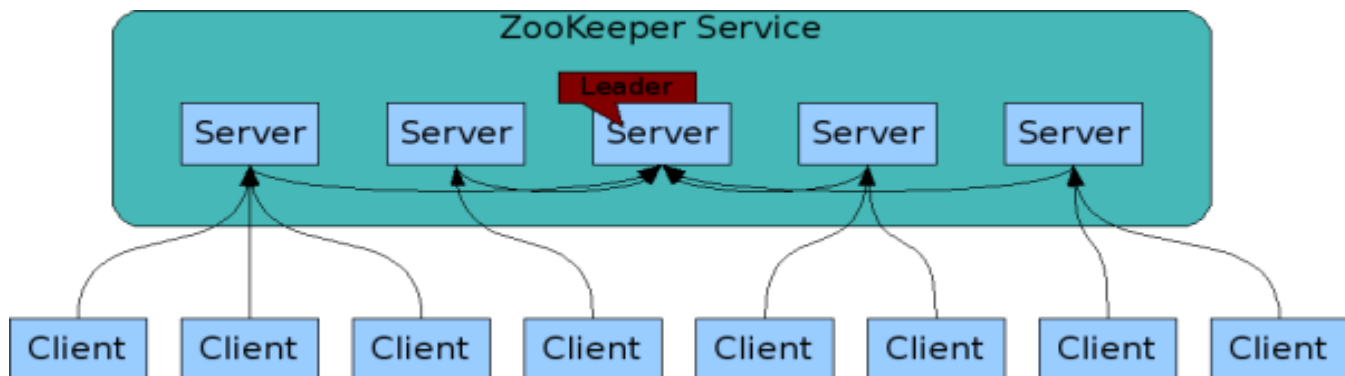 ZooKeeper Service
Leader
Server
Server
Server
Server
Server
Client
Client
Client
Client
Client
Client
Client
Client